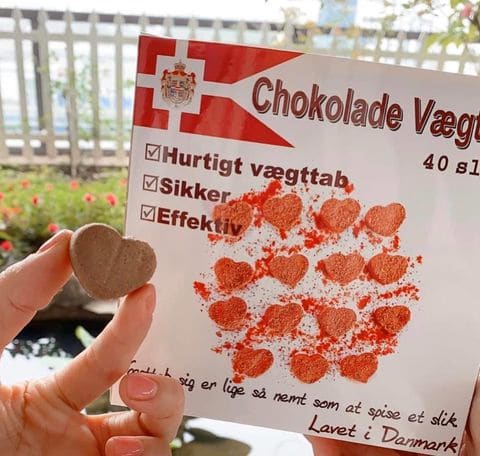 Chokolade Vægt
40 sl
☑Hurtigt vægttab
☑Sikker
☑Effektiv
sig er lige så nemt som at spise et slik
Lavet i Danmark